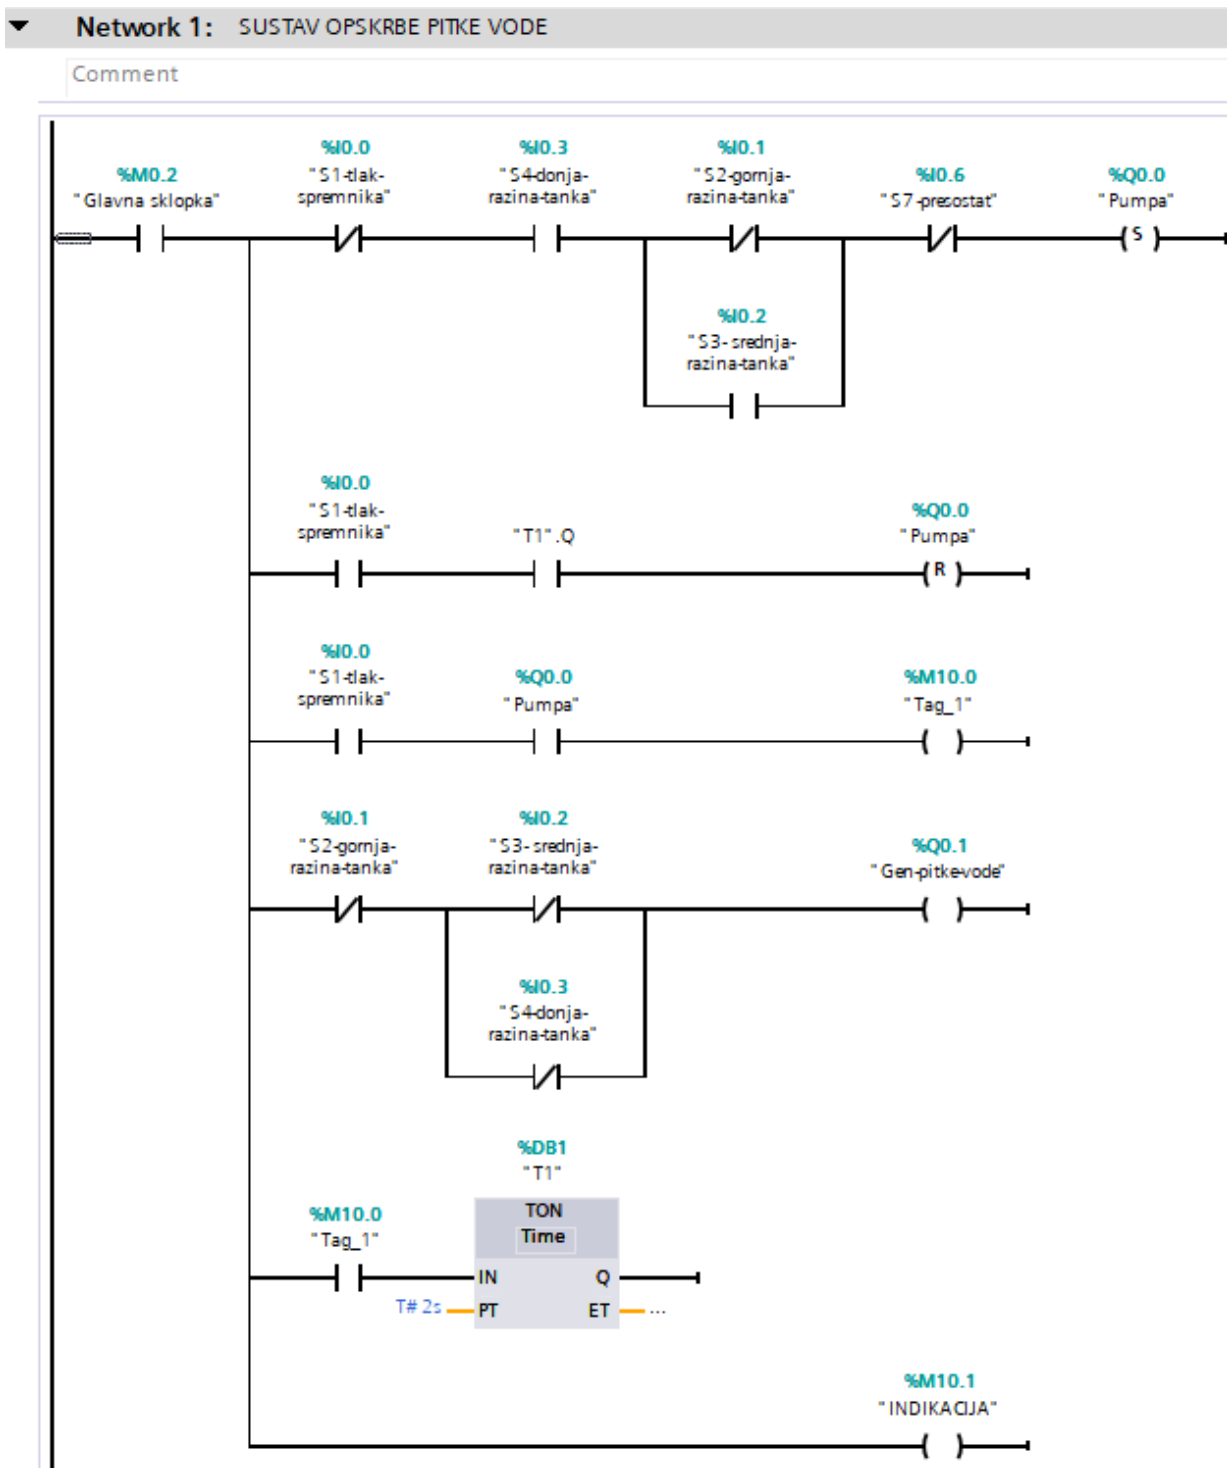 Network 1: SUSTAV OPSKRBE PITKE VODE
Comment
%M0.2
"Glavna sklopka"
%I0.0
"S1-tlak-
spremnika"
%I0.3
"S4-donja-
razina-tanka"
%I0.1
"S2-gornja-
razina-tanka"
%I0.6
"S7-presostat"
%Q0.0
"Pumpa"
S
%I0.2
"S3- srednja-
razina-tanka"
%I0.0
"S1-tlak-
spremnika"
"T1".Q
%Q0.0
"Pumpa"
R
%I0.0
"S1-tlak-
spremnika"
%Q0.0
"Pumpa"
%M10.0
"Tag_1"
%I0.1
"S2-gornja-
razina-tanka"
%I0.2
"S3- srednja-
razina-tanka"
%Q0.1
"Gen-pitke-vode"
%I0.3
"S4-donja-
razina-tanka"
%DB1
"T1"
%M10.0
"Tag_1"
TON
Time
IN Q
T# 2s PT ET ...
%M10.1
"INDIKACIJA"